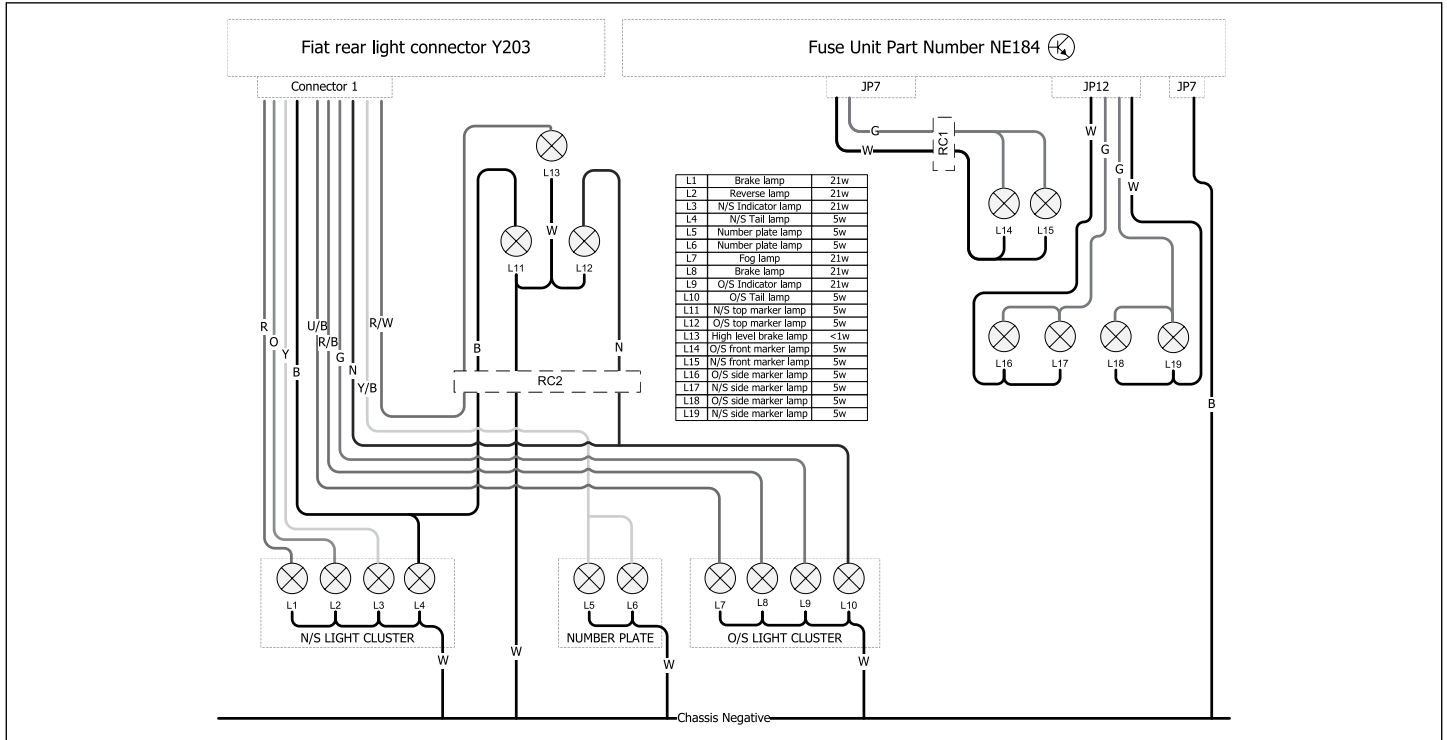 Fiat rear light connector Y203
Fuse Unit Part Number NE184
Connector 1
JP7
JP12
JP7
G
W
RC1
W
G
G
W
L13
W
L11
L12
L14
L15
L1 Brake lamp 21w
L2 Reverse lamp 21w
L3 N/S Indicator lamp 21w
L4 N/S Tail lamp 5w
L5 Number plate lamp 5w
L6 Number plate lamp 5w
L7 Fog lamp 21w
L8 Brake lamp 21w
L9 O/S Indicator lamp 21w
L10 O/S Tail lamp 5w
L11 N/S top marker lamp 5w
L12 O/S top marker lamp 5w
L13 High level brake lamp <1w
L14 O/S front marker lamp 5w
L15 N/S front marker lamp 5w
L16 O/S side marker lamp 5w
L17 N/S side marker lamp 5w
L18 O/S side marker lamp 5w
L19 N/S side marker lamp 5w
R
O
Y
B
U/B
R/B
G
N
Y/B
R/W
B
N
RC2
L16
L17
L18
L19
B
L1
L2
L3
L4
N/S LIGHT CLUSTER
L5
L6
NUMBER PLATE
L7
L8
L9
L10
O/S LIGHT CLUSTER
W
W
W
W
Chassis Negative